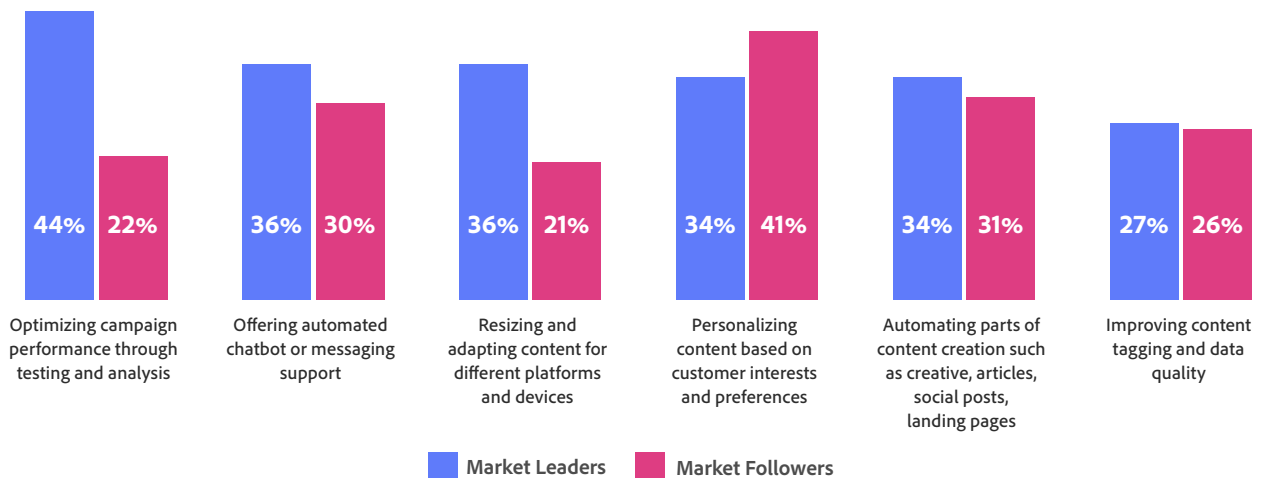 44%
22%
36%
30%
36%
21%
34%
41%
34%
31%
27%
26%
Optimizing campaign
performance through
testing and analysis
Offering automated
chatbot or messaging
support
Resizing and
adapting content for
different platforms
and devices
Personalizing
content based on
customer interests
and preferences
Automating parts of
content creation such
as creative, articles,
social posts,
landing pages
Improving content
tagging and data
quality
Market Leaders
Market Followers